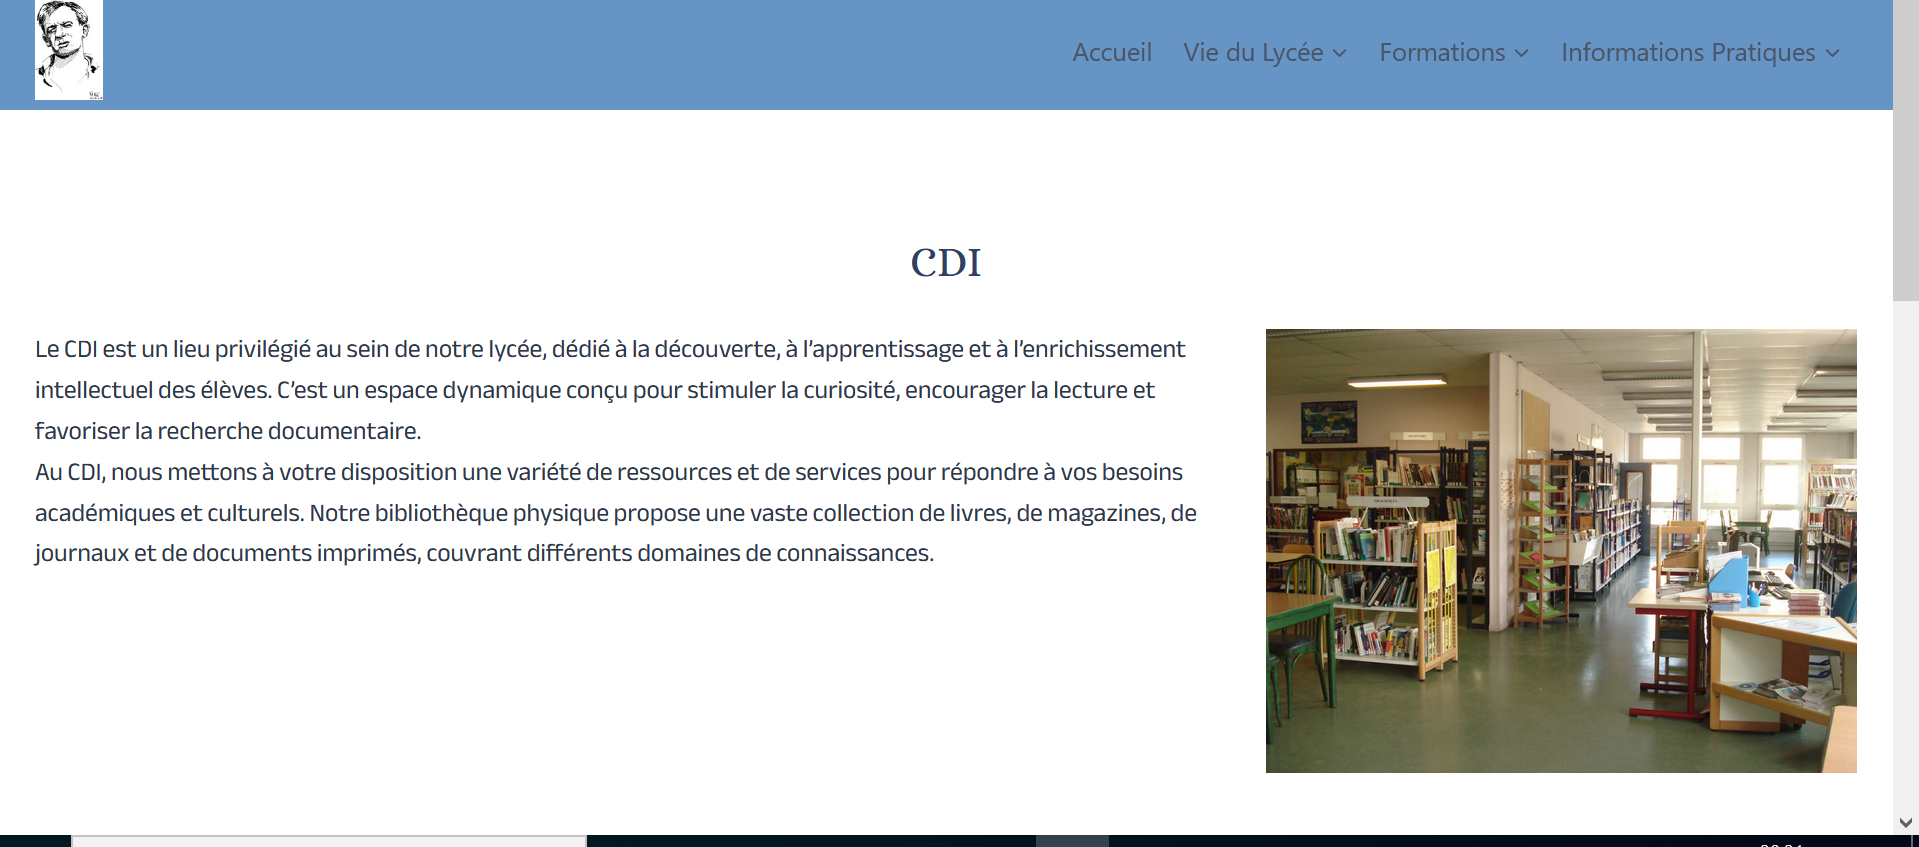 Accueil Vie du Lycée Formations Informations Pratiques
CDI
Le CDI est un lieu privilégié au sein de notre lycée, dédié à la découverte, à l’apprentissage et à l’enrichissement
intellectuel des élèves. C’est un espace dynamique conçu pour stimuler la curiosité, encourager la lecture et
favoriser la recherche documentaire.
Au CDI, nous mettons à votre disposition une variété de ressources et de services pour répondre à vos besoins
académiques et culturels. Notre bibliothèque physique propose une vaste collection de livres, de magazines, de
journaux et de documents imprimés, couvrant différents domaines de connaissances.